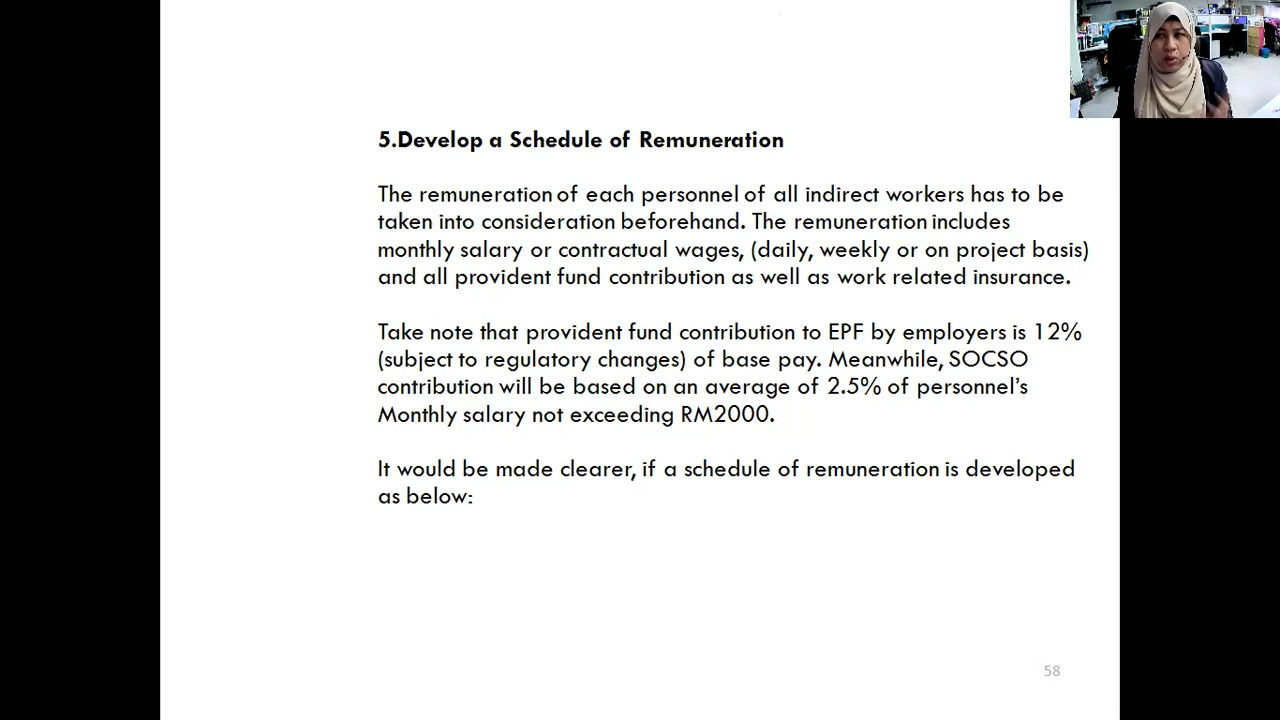 5.Develop a Schedule of Remuneration
The remuneration of each personnel of all indirect workers has to be
taken into consideration beforehand. The remuneration includes
monthly salary or contractual wages, (daily, weekly or on project basis)
and all provident fund contribution as well as work related insurance.
Take note that provident fund contribution to EPF by employers is 12%
(subject to regulatory changes) of base pay. Meanwhile, SOCSO
contribution will be based on an average of 2.5% of personnel’s
Monthly salary not exceeding RM2000.
It would be made clearer, if a schedule of remuneration is developed
as below:
58